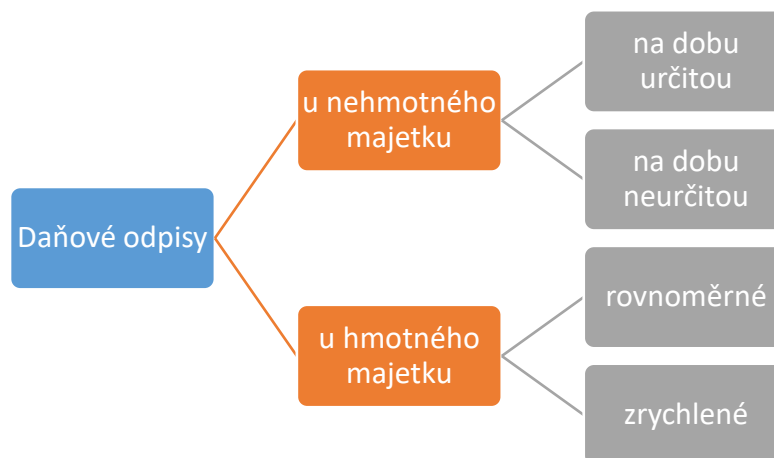 Daňové odpisy
u nehmotného
majetku
na dobu
určitou
na dobu
neurčitou
u hmotného
majetku
rovnoměrné
zrychlené